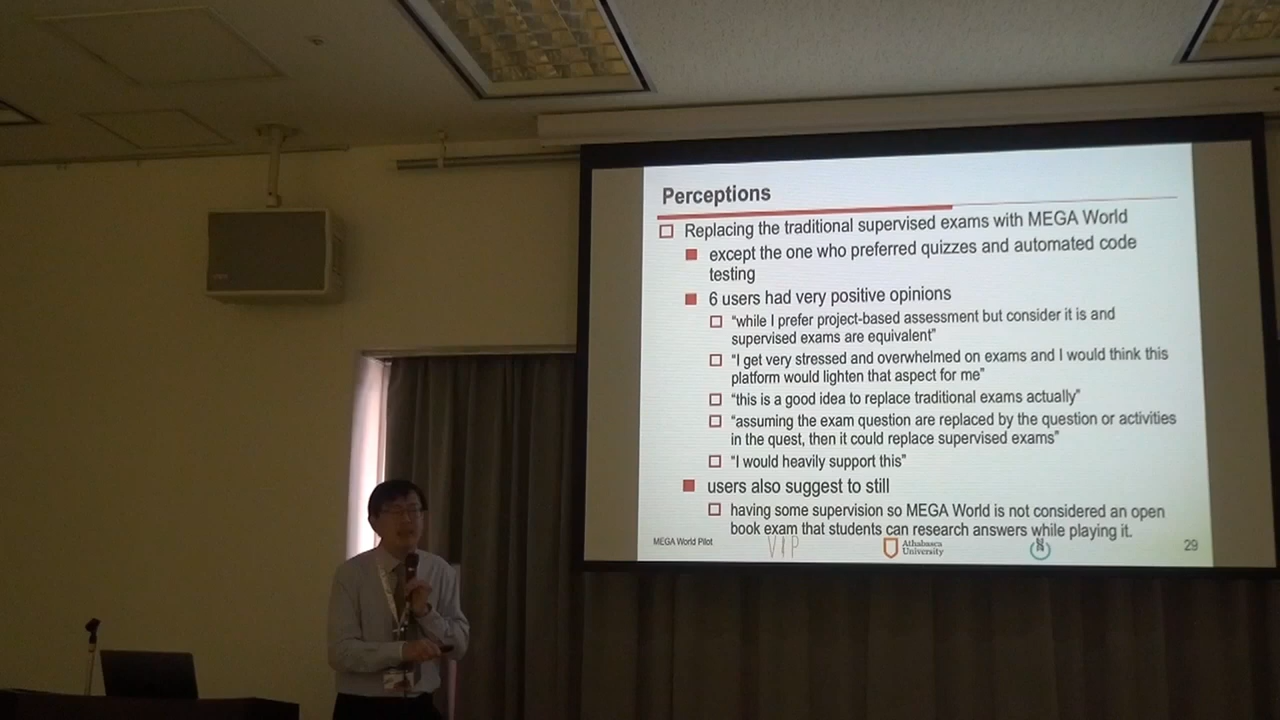 Perceptions
Replacing the traditional supervised exams with MEGA World
except the one who preferred quizzes and automated code
testing
6 users had very positive opinions
"while I prefer project-based assessment but consider it is and
supervised exams are equivalent"
"I get very stressed and overwhelmed on exams and I would think this
platform would lighten that aspect for me"
"this is a good idea to replace traditional exams actually"
"assuming the exam question are replaced by the question or activities
in the quest, then it could replace supervised exams"
"I would heavily support this"
users also suggest to still
having some supervision so MEGA World is not considered an open
book exam that students can research answers while playing it.
MEGA World Pilot
VIP
Athabasca
University
29